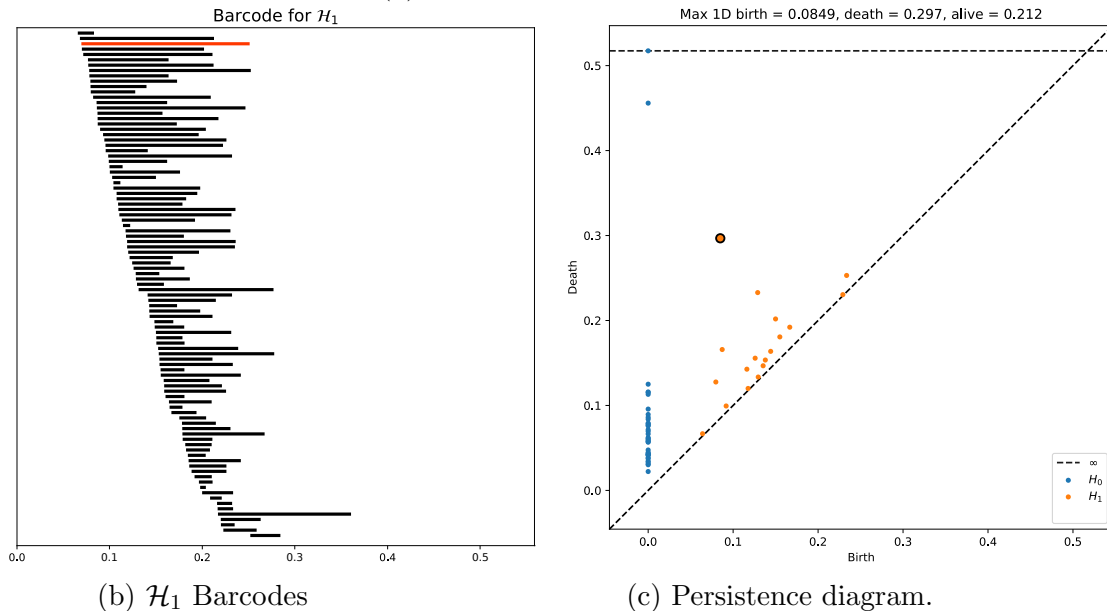 Barcode for ℋ₁
0.0 0.1 0.2 0.3 0.4 0.5
Max 1D birth = 0.0849, death = 0.297, alive = 0.212
0.5
0.4
0.3
0.2
0.1
0.0
Death
∞
H₀
H₁
0.0 0.1 0.2 0.3 0.4 0.5
Birth
(b) ℋ₁ Barcodes
(c) Persistence diagram.